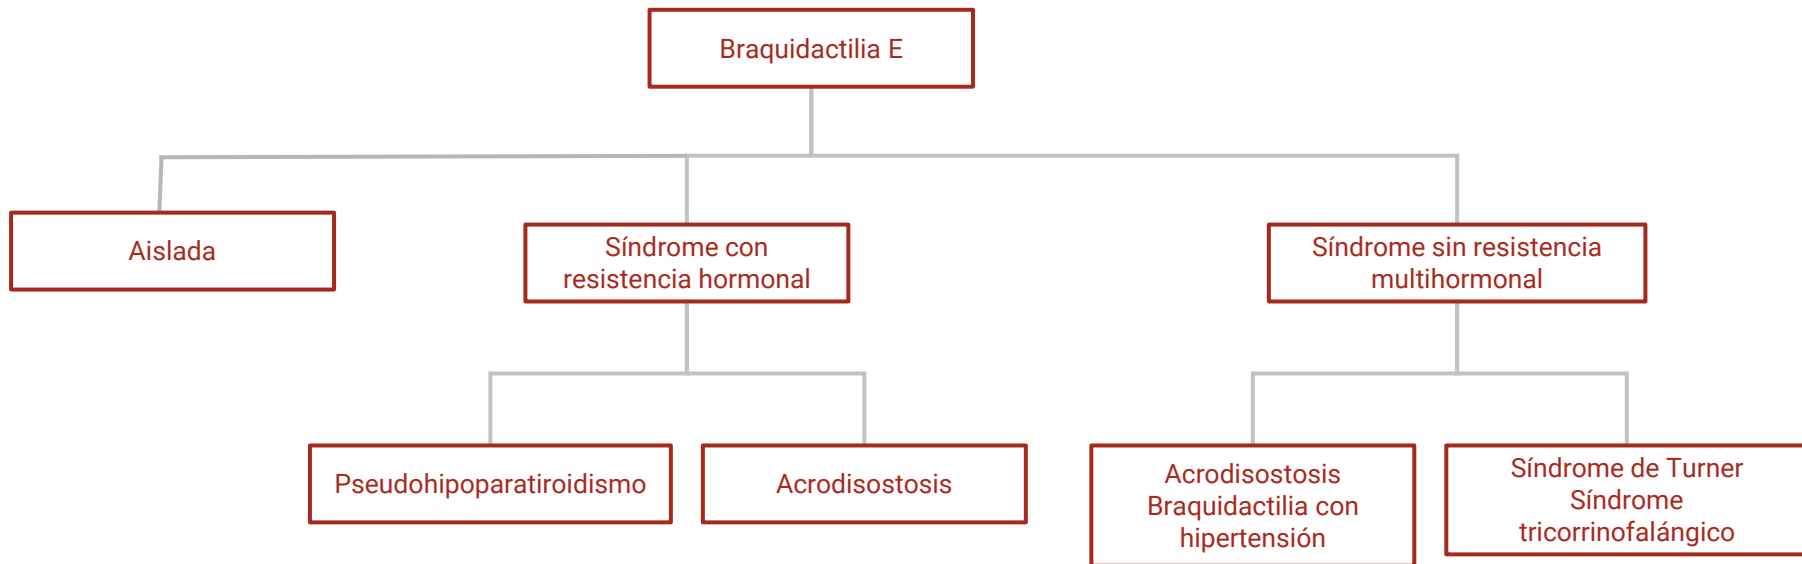 Braquidactilia E
Aislada
Síndrome con
resistencia hormonal
Síndrome sin resistencia
multihormonal
Pseudohipoparatiroidismo
Acrodisostosis
Acrodisostosis
Braquidactilia con
hipertensión
Síndrome de Turner
Síndrome
tricorrinofalángico